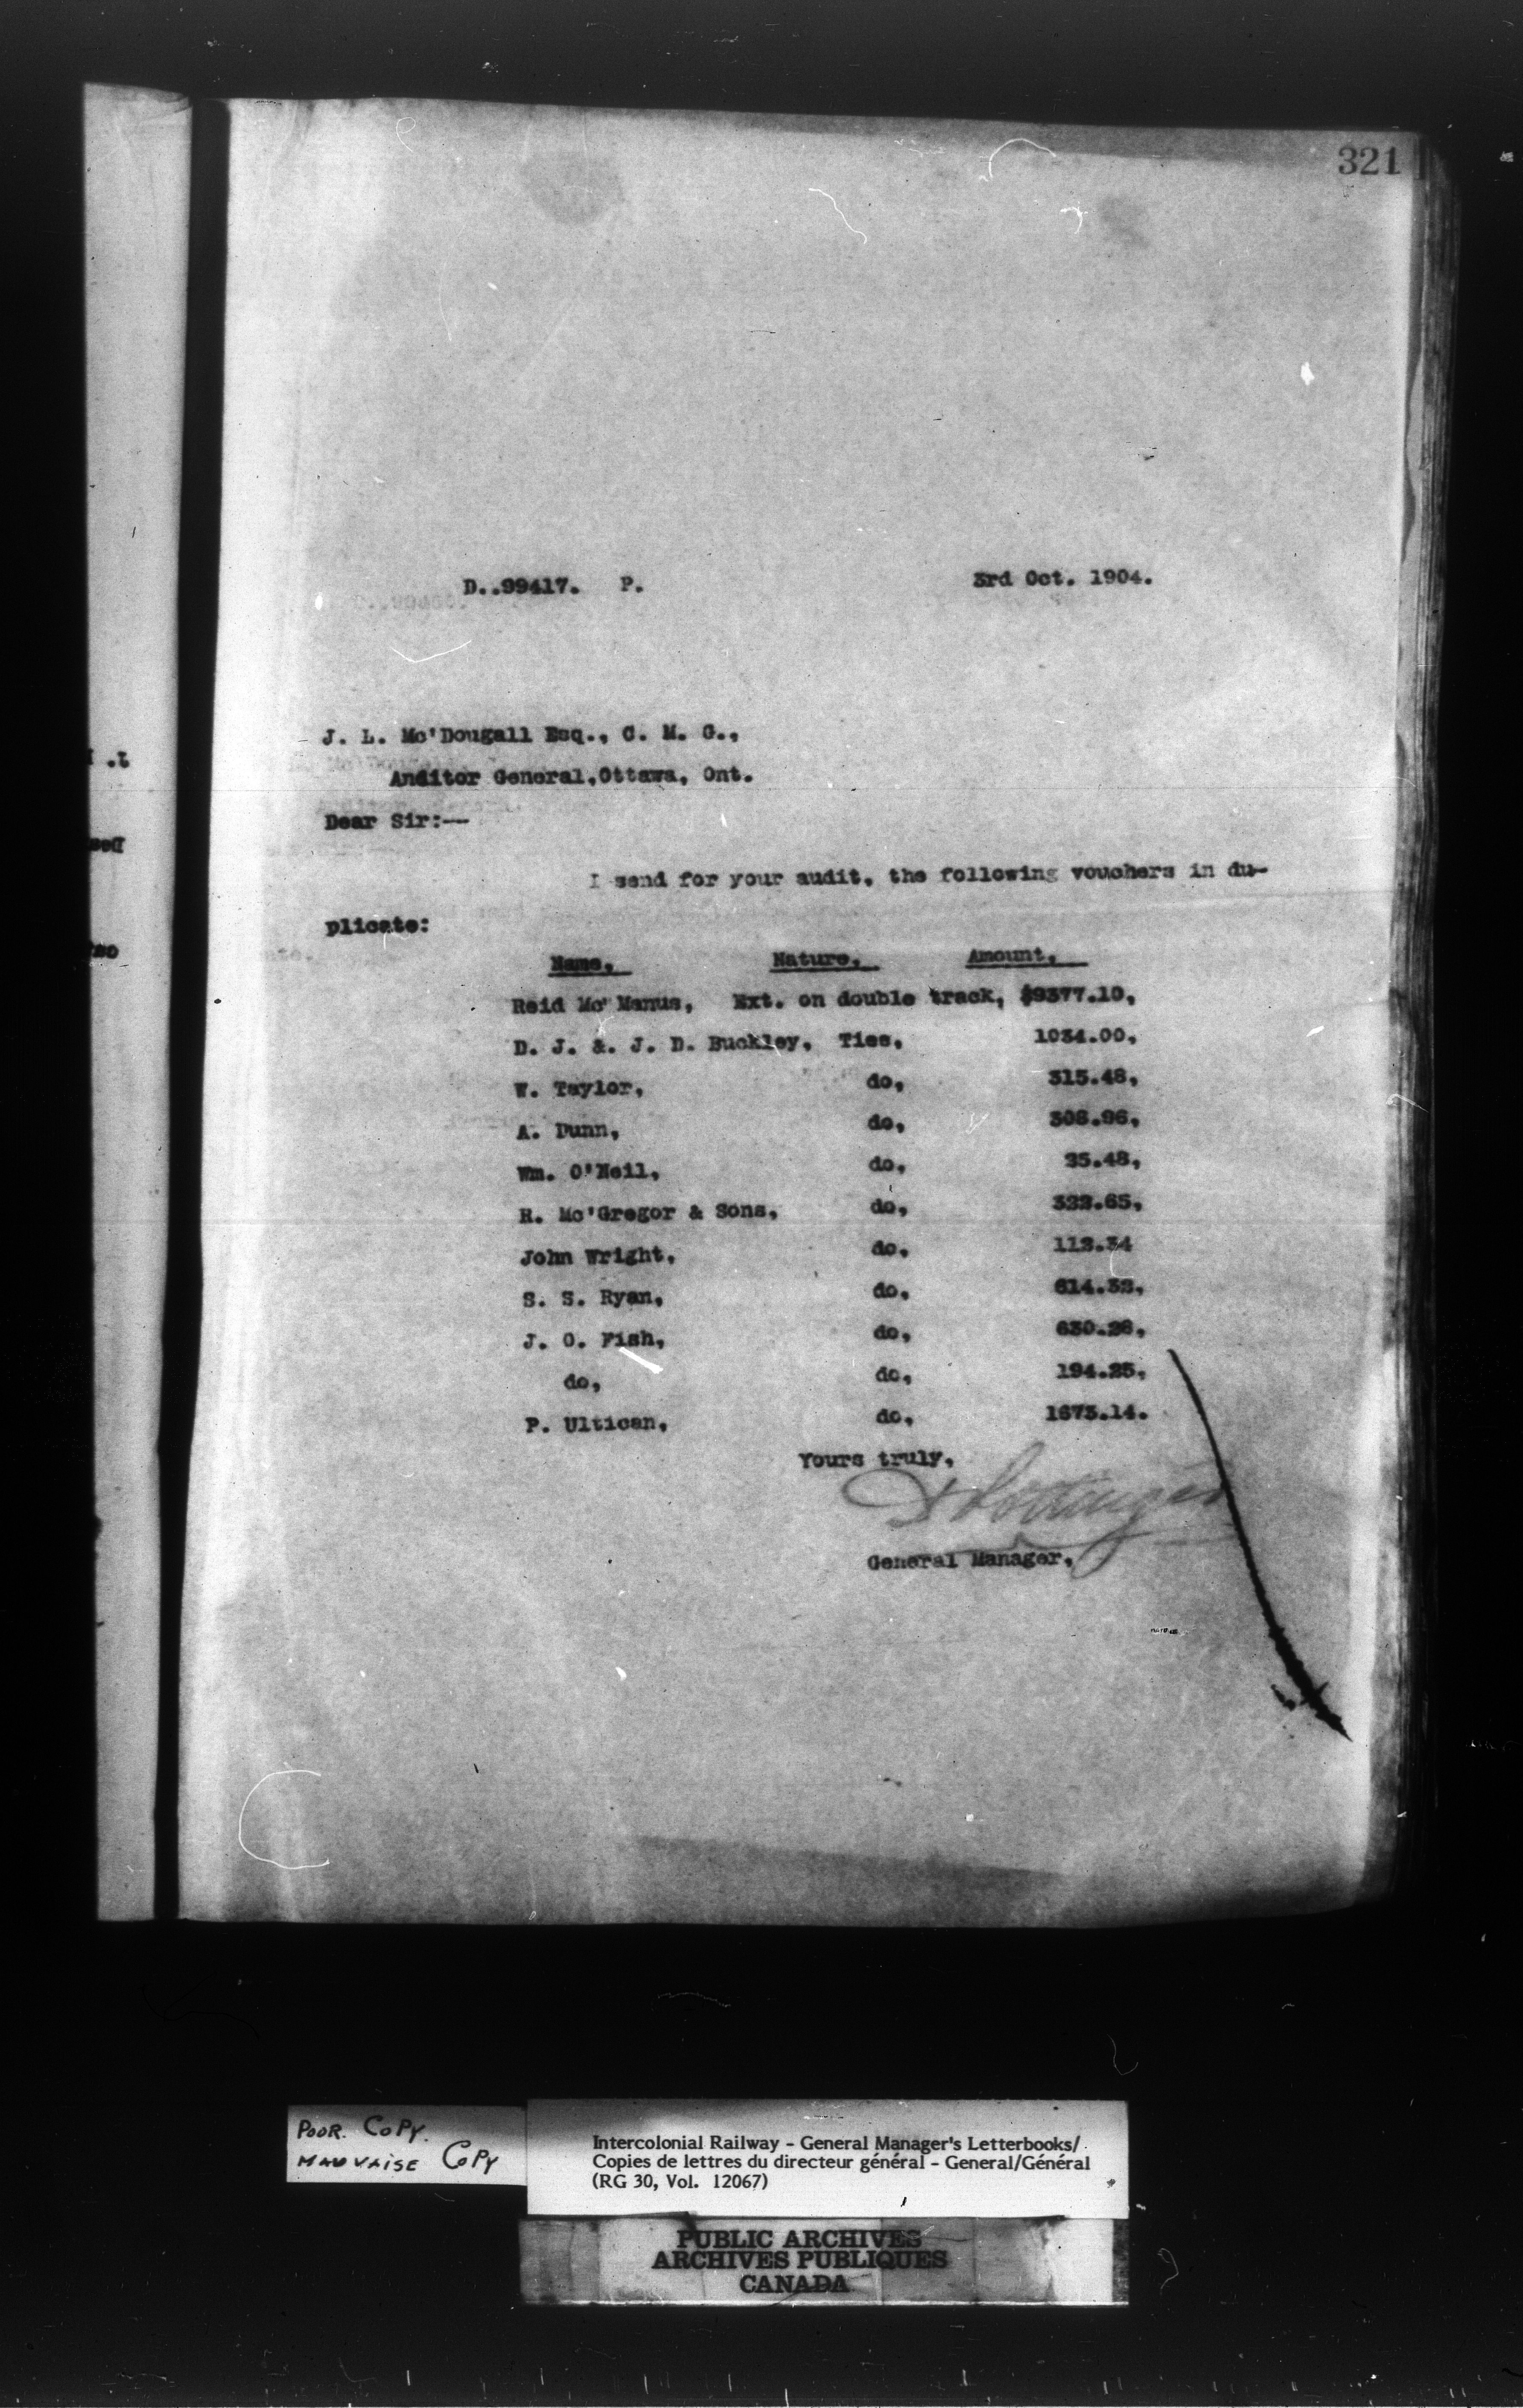 321
D..99417. P. 3rd Oct. 1904.
J. L. Mc'Dougall Esq., C. M. G.,
Auditor General,Ottawa, Ont.
Dear Sir:--
I send for your audit, the following vouchers in du-
plicate:
Name, Nature, Amount,
Reid Mc'Manus, Ext. on double track, $9377.10,
D. J. &. J. D. Buckley, Ties, 1034.00,
W. Taylor, do, 315.48,
A. Dunn, do, 308.96,
Wm. O'Neil, do, 35.48,
R. Mc'Gregor & Sons, do, 322.65,
John Wright, do, 112.34
S. S. Ryan, do, 614.32,
J. O. Fish, do, 630.28,
do, do, 194.25,
P. Ultican, do, 1673.14.
Yours truly,
General Manager,
POOR. COPY.
MAUVAISE COPY
Intercolonial Railway - General Manager's Letterbooks/
Copies de lettres du directeur général - General/Général
(RG 30, Vol. 12067)
PUBLIC ARCHIVES
ARCHIVES PUBLIQUES
CANADA